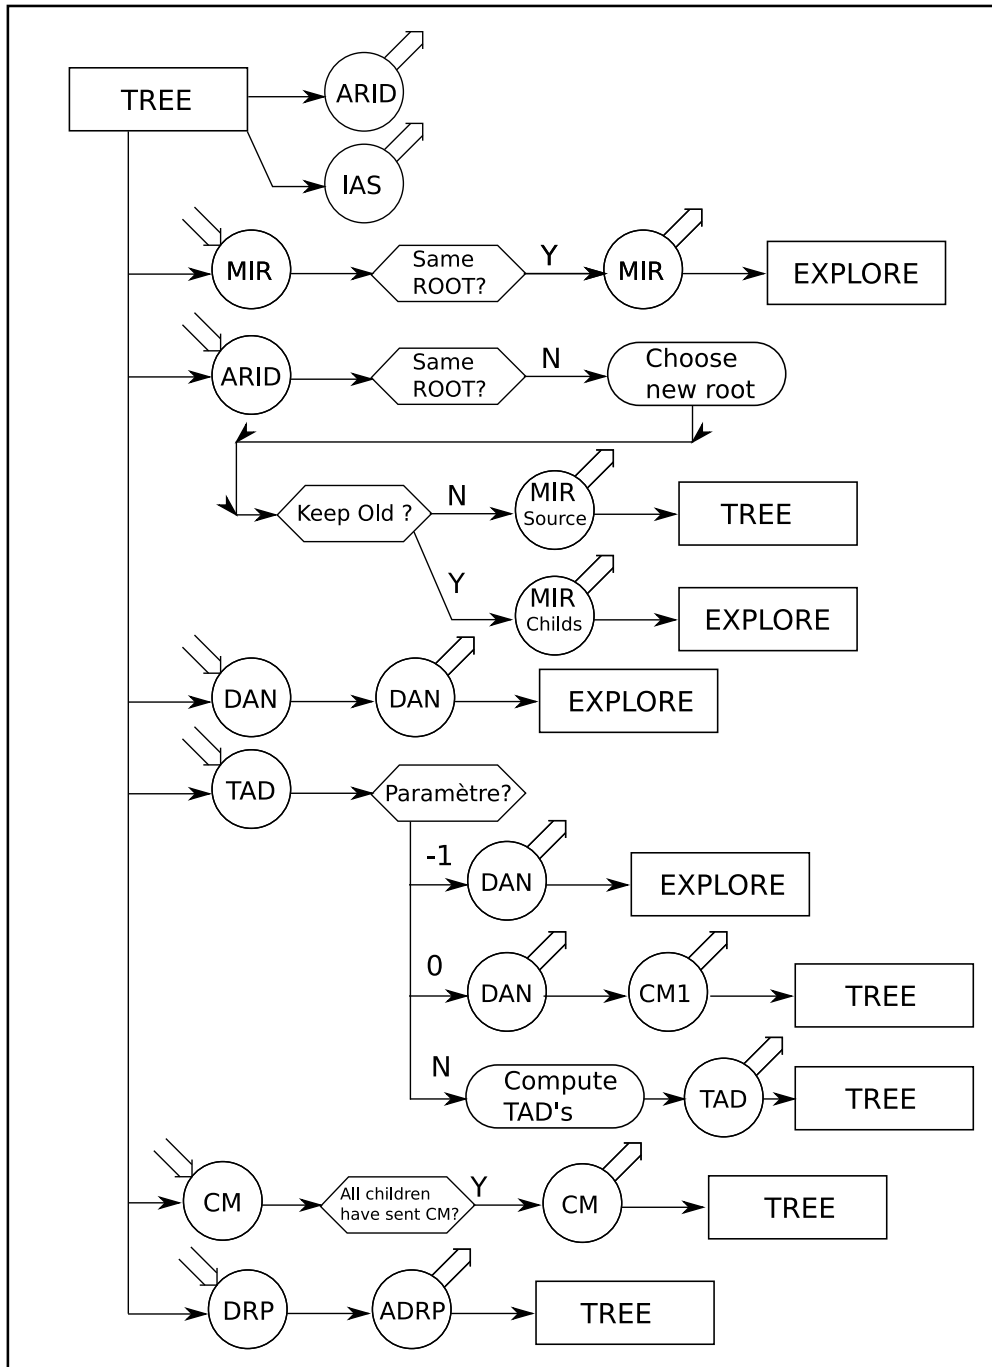 TREE
ARID
IAS
MIR
Same
ROOT?
Y
MIR
EXPLORE
ARID
Same
ROOT?
N
Choose
new root
Keep Old ?
N
MIR
Source
TREE
Y
MIR
Childs
EXPLORE
DAN
DAN
EXPLORE
TAD
Paramètre?
-1
DAN
EXPLORE
0
DAN
CM1
TREE
N
Compute
TAD's
TAD
TREE
CM
All children
have sent CM?
Y
CM
TREE
DRP
ADRP
TREE